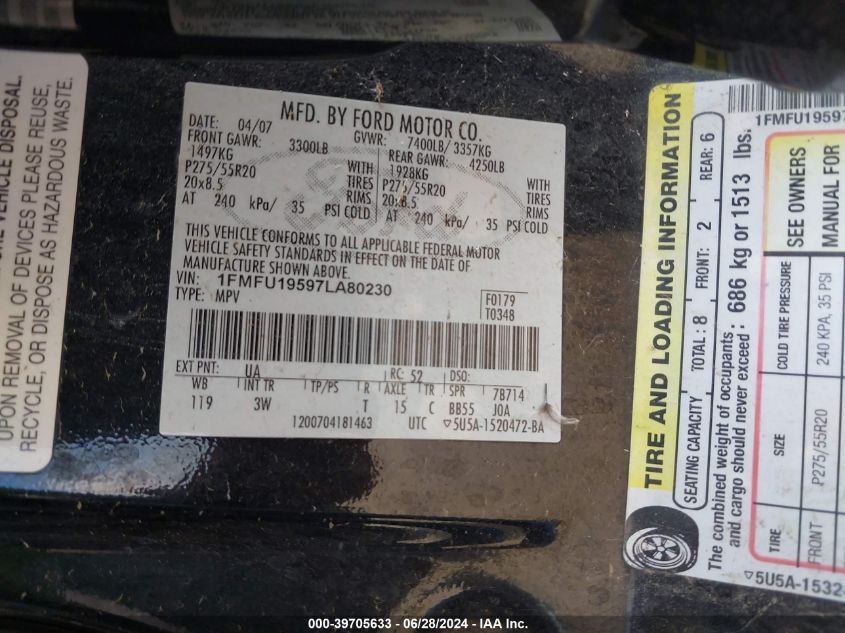 VEHICLE DISPOSAL.
UPON REMOVAL OF DEVICES PLEASE REUSE,
RECYCLE, OR DISPOSE AS HAZARDOUS WASTE.
MFD. BY FORD MOTOR CO.
DATE: 04/07 GVWR: 7400LB/ 3357KG
FRONT GAWR: 3300LB REAR GAWR: 4250LB
1497KG WITH 1928KG WITH
P275/55R20 TIRES P275/55R20 TIRES
20x8.5 RIMS 20x8.5 RIMS
AT 240 kPa/ 35 PSI COLD AT 240 kPa/ 35 PSI COLD
THIS VEHICLE CONFORMS TO ALL APPLICABLE FEDERAL MOTOR
VEHICLE SAFETY STANDARDS IN EFFECT ON THE DATE OF
MANUFACTURE SHOWN ABOVE.
VIN: 1FMFU19597LA80230
TYPE: MPV
F0179
T0348
EXT PNT: UA RC: 52 DSO:
WB INT TR TP/PS R AXLE TR SPR 7B714
119 3W T 15 C BB55 JOA
1200704181463 UTC ▽5U5A-1520472-BA
Ford
TIRE AND LOADING INFORMATION
SEATING CAPACITY TOTAL: 8 FRONT: 2 REAR: 6
The combined weight of occupants
and cargo should never exceed: 686 kg or 1513 lbs.
1FMFU19597
TIRE SIZE COLD TIRE PRESSURE SEE OWNERS
MANUAL FOR
FRONT P275/55R20 240 KPA, 35 PSI
▽5U5A-1532
000-39705633 - 06/28/2024 - IAA Inc.